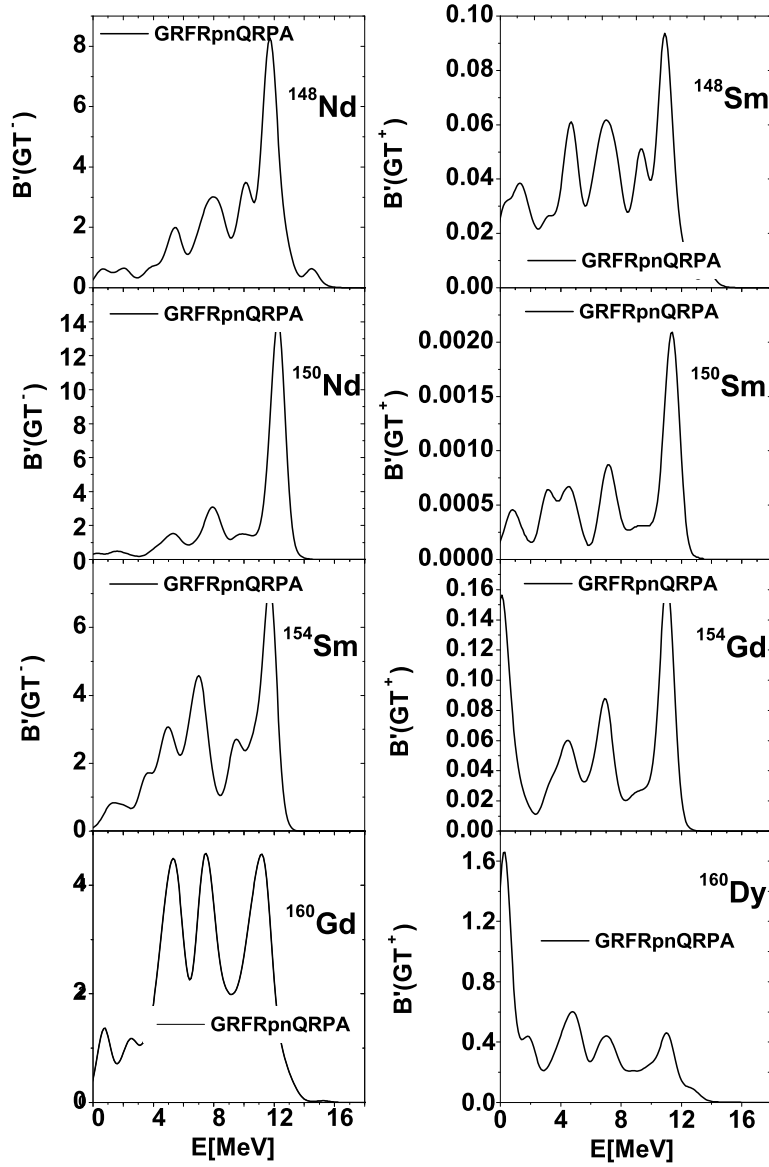 GRFRpnQRPA
148Nd
B'(GT-)
8
6
4
2
0
GRFRpnQRPA
148Sm
B'(GT+)
0.10
0.08
0.06
0.04
0.02
0.00
GRFRpnQRPA
150Nd
B'(GT-)
14
12
10
8
6
4
2
0
GRFRpnQRPA
150Sm
B'(GT+)
0.0020
0.0015
0.0010
0.0005
0.0000
GRFRpnQRPA
154Sm
B'(GT-)
6
4
2
0
GRFRpnQRPA
154Gd
B'(GT+)
0.16
0.14
0.12
0.10
0.08
0.06
0.04
0.02
0.00
160Gd
GRFRpnQRPA
4
2
0
0 4 8 12 16
E[MeV]
160Dy
GRFRpnQRPA
B'(GT+)
1.6
1.2
0.8
0.4
0.0
0 4 8 12 16
E[MeV]